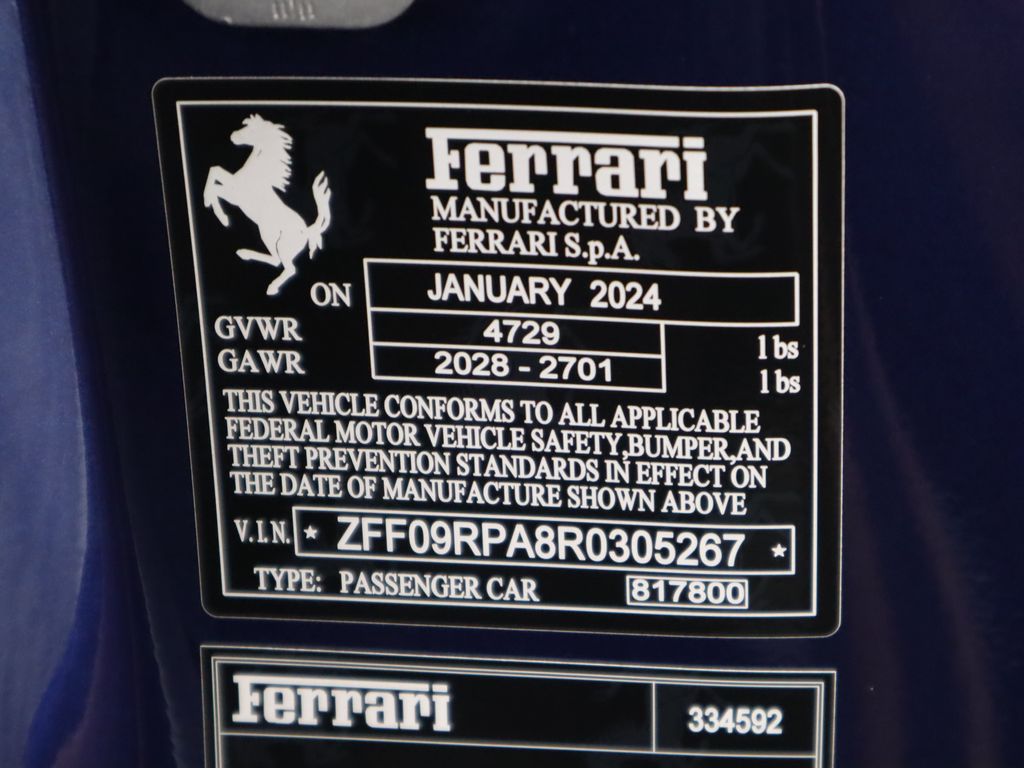 Ferrari
MANUFACTURED BY
FERRARI S.p.A.
ON JANUARY 2024
GVWR 4729 lbs
GAWR 2028 - 2701 lbs
THIS VEHICLE CONFORMS TO ALL APPLICABLE
FEDERAL MOTOR VEHICLE SAFETY,BUMPER,AND
THEFT PREVENTION STANDARDS IN EFFECT ON
THE DATE OF MANUFACTURE SHOWN ABOVE
V.I.N. * ZFF09RPA8R0305267 *
TYPE: PASSENGER CAR 817800
Ferrari 334592